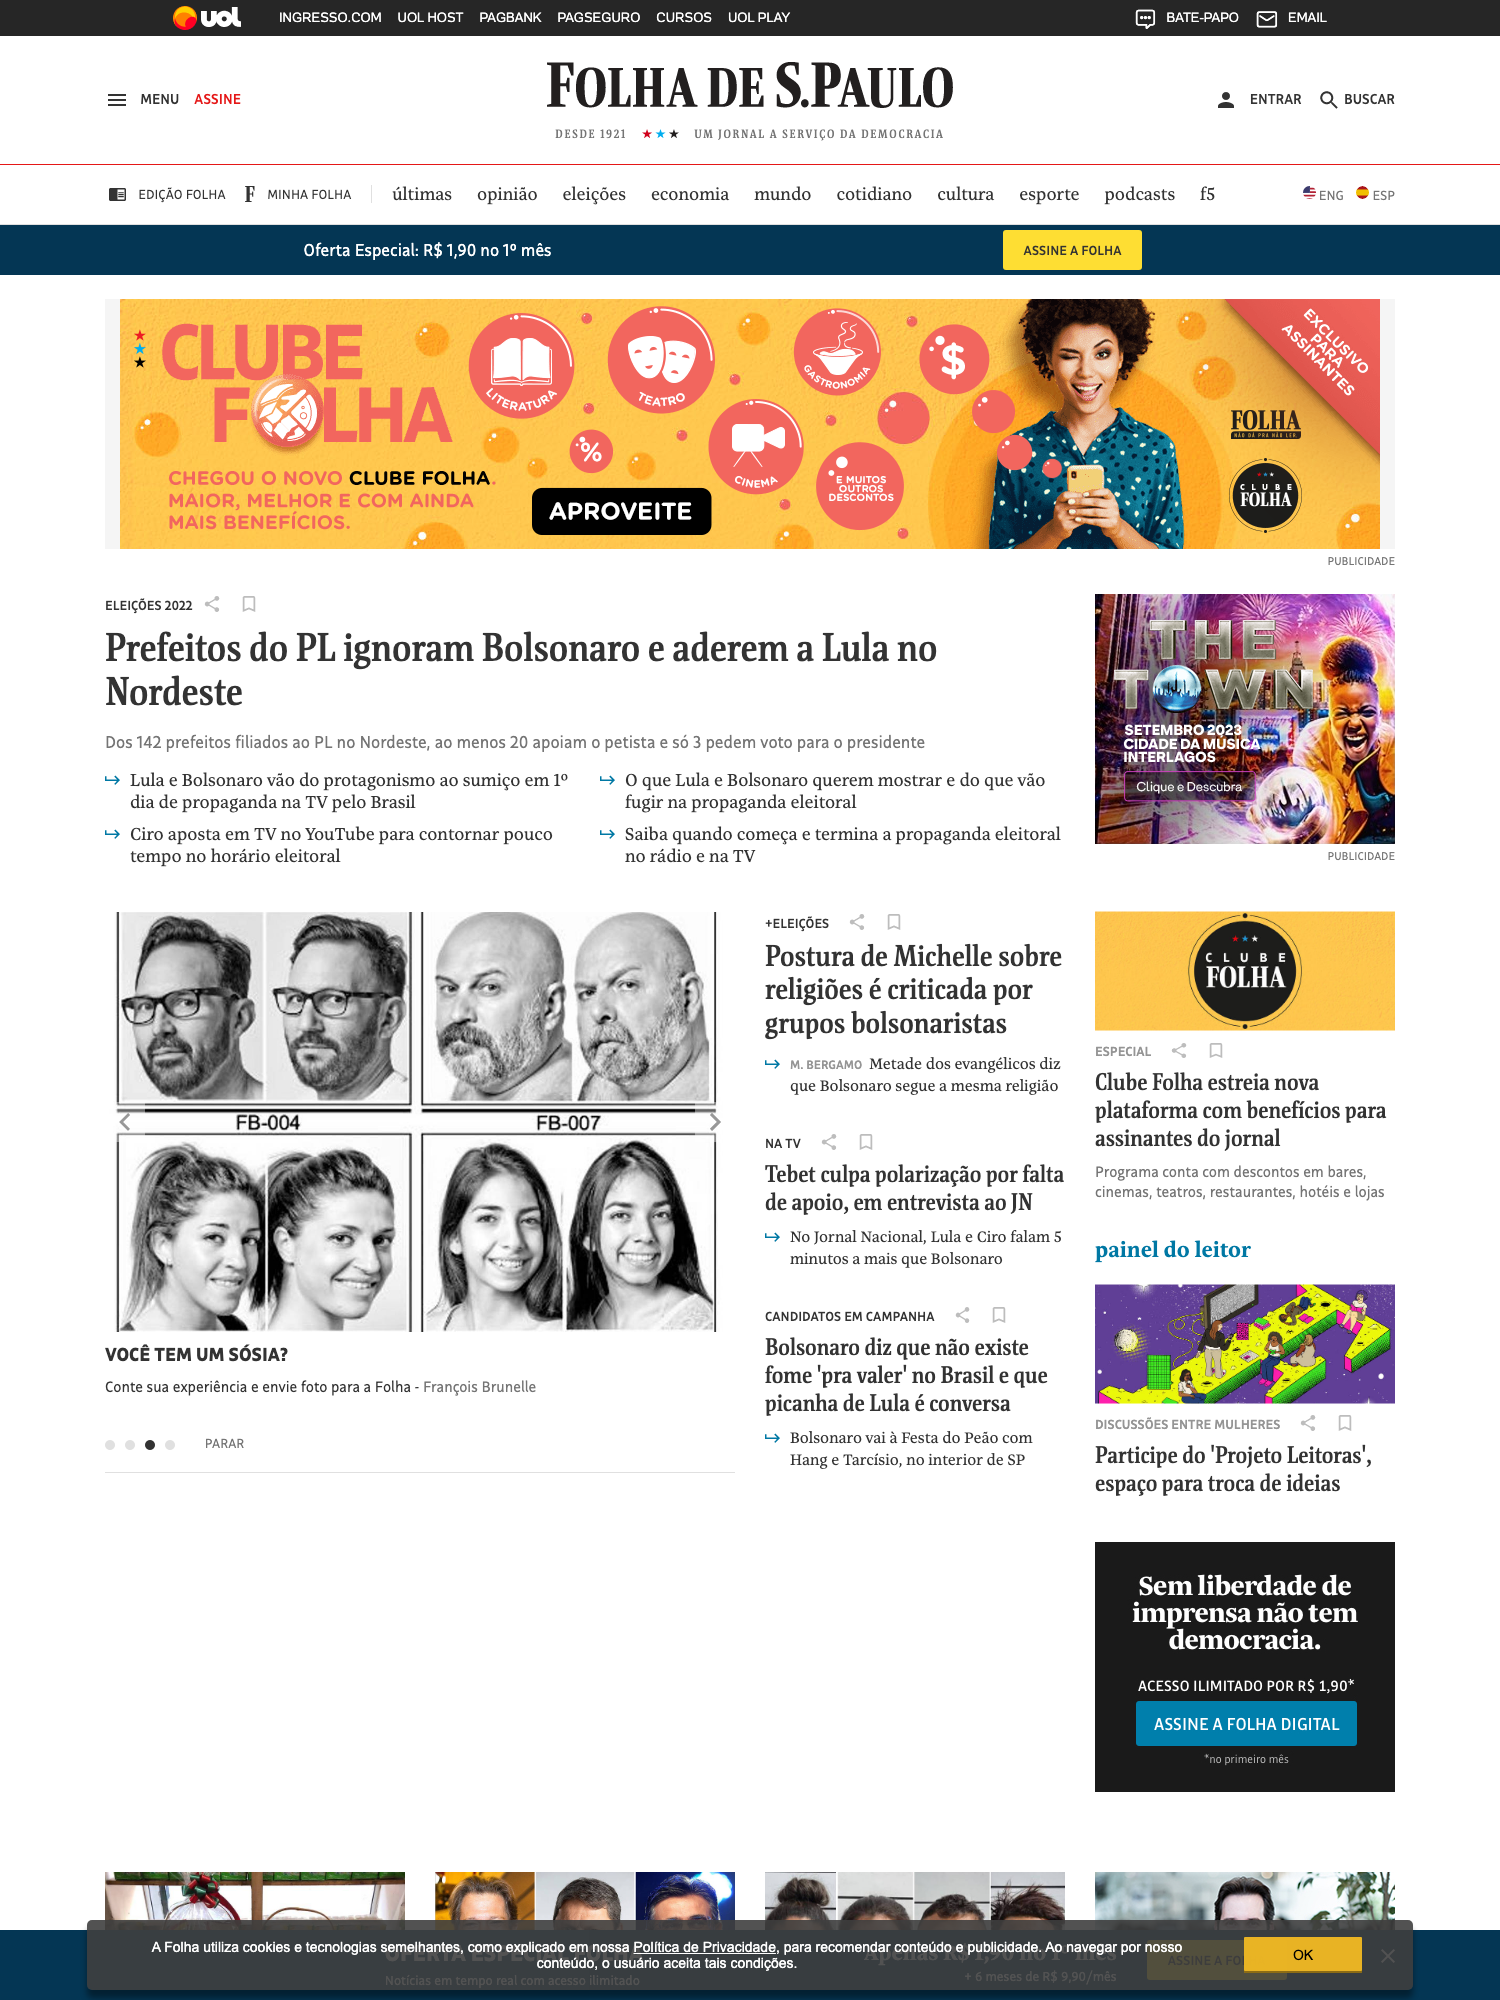 uol INGRESSO.COM UOL HOST PAGBANK PAGSEGURO CURSOS UOL PLAY BATE-PAPO EMAIL
MENU ASSINE
FOLHA DE S.PAULO
DESDE 1921 ★★★ UM JORNAL A SERVIÇO DA DEMOCRACIA
ENTRAR BUSCAR
EDIÇÃO FOLHA F MINHA FOLHA últimas opinião eleições economia mundo cotidiano cultura esporte podcasts f5 ENG ESP
Oferta Especial: R$ 1,90 no 1º mês
ASSINE A FOLHA
CLUBE
FOLHA
CHEGOU O NOVO CLUBE FOLHA.
MAIOR, MELHOR E COM AINDA
MAIS BENEFÍCIOS.
LITERATURA
TEATRO
GASTRONOMIA
$
%
CINEMA
E MUITOS
OUTROS
DESCONTOS
APROVEITE
EXCLUSIVO
PARA
ASSINANTES
FOLHA
NÃO DÁ PRA NÃO LER.
CLUBE
FOLHA
PUBLICIDADE
ELEIÇÕES 2022
Prefeitos do PL ignoram Bolsonaro e aderem a Lula no
Nordeste
Dos 142 prefeitos filiados ao PL no Nordeste, ao menos 20 apoiam o petista e só 3 pedem voto para o presidente
Lula e Bolsonaro vão do protagonismo ao sumiço em 1º
dia de propaganda na TV pelo Brasil
O que Lula e Bolsonaro querem mostrar e do que vão
fugir na propaganda eleitoral
Ciro aposta em TV no YouTube para contornar pouco
tempo no horário eleitoral
Saiba quando começa e termina a propaganda eleitoral
no rádio e na TV
THE
TOWN
SETEMBRO 2023
CIDADE DA MÚSICA
INTERLAGOS
Clique e Descubra
PUBLICIDADE
FB-004 FB-007
VOCÊ TEM UM SÓSIA?
Conte sua experiência e envie foto para a Folha - François Brunelle
PARAR
+ELEIÇÕES
Postura de Michelle sobre
religiões é criticada por
grupos bolsonaristas
M. BERGAMO Metade dos evangélicos diz
que Bolsonaro segue a mesma religião
NA TV
Tebet culpa polarização por falta
de apoio, em entrevista ao JN
No Jornal Nacional, Lula e Ciro falam 5
minutos a mais que Bolsonaro
CANDIDATOS EM CAMPANHA
Bolsonaro diz que não existe
fome 'pra valer' no Brasil e que
picanha de Lula é conversa
Bolsonaro vai à Festa do Peão com
Hang e Tarcísio, no interior de SP
CLUBE
FOLHA
ESPECIAL
Clube Folha estreia nova
plataforma com benefícios para
assinantes do jornal
Programa conta com descontos em bares,
cinemas, teatros, restaurantes, hotéis e lojas
painel do leitor
DISCUSSÕES ENTRE MULHERES
Participe do 'Projeto Leitoras',
espaço para troca de ideias
Sem liberdade de
imprensa não tem
democracia.
ACESSO ILIMITADO POR R$ 1,90*
ASSINE A FOLHA DIGITAL
*no primeiro mês
A Folha utiliza cookies e tecnologias semelhantes, como explicado em nossa Política de Privacidade, para recomendar conteúdo e publicidade. Ao navegar por nosso
conteúdo, o usuário aceita tais condições.
OK
Notícias em tempo real com acesso ilimitado
Apenas R$ 1,90 no 1º mês
+ 6 meses de R$ 9,90/mês
ASSINE A FO